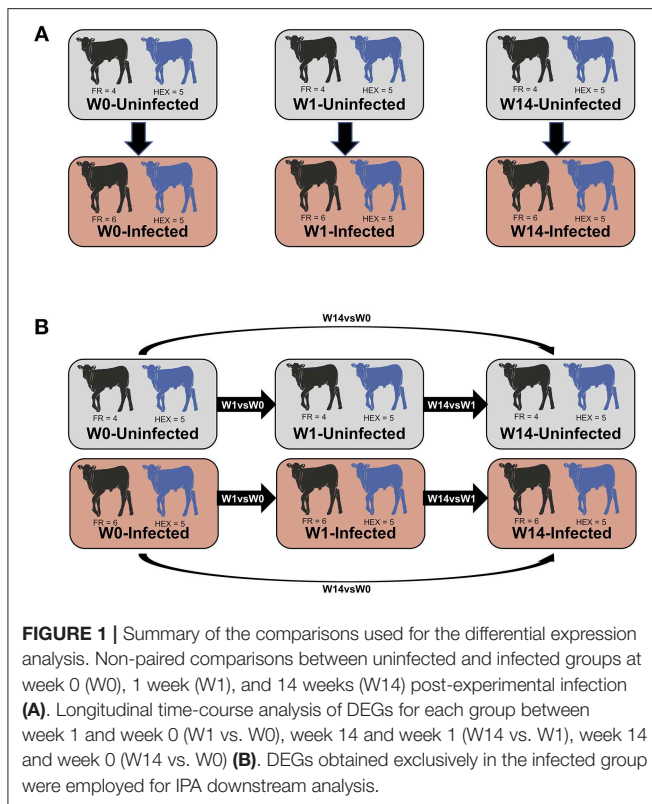 A
FR = 4 HEX = 5
W0-Uninfected
FR = 4 HEX = 5
W1-Uninfected
FR = 4 HEX = 5
W14-Uninfected
FR = 6 HEX = 5
W0-Infected
FR = 6 HEX = 5
W1-Infected
FR = 6 HEX = 5
W14-Infected
W14vsW0
B
FR = 4 HEX = 5
W0-Uninfected
W1vsW0
FR = 4 HEX = 5
W1-Uninfected
W14vsW1
FR = 4 HEX = 5
W14-Uninfected
FR = 6 HEX = 5
W0-Infected
W1vsW0
FR = 6 HEX = 5
W1-Infected
W14vsW1
FR = 6 HEX = 5
W14-Infected
W14vsW0
FIGURE 1 | Summary of the comparisons used for the differential expression
analysis. Non-paired comparisons between uninfected and infected groups at
week 0 (W0), 1 week (W1), and 14 weeks (W14) post-experimental infection
(A). Longitudinal time-course analysis of DEGs for each group between
week 1 and week 0 (W1 vs. W0), week 14 and week 1 (W14 vs. W1), week 14
and week 0 (W14 vs. W0) (B). DEGs obtained exclusively in the infected group
were employed for IPA downstream analysis.